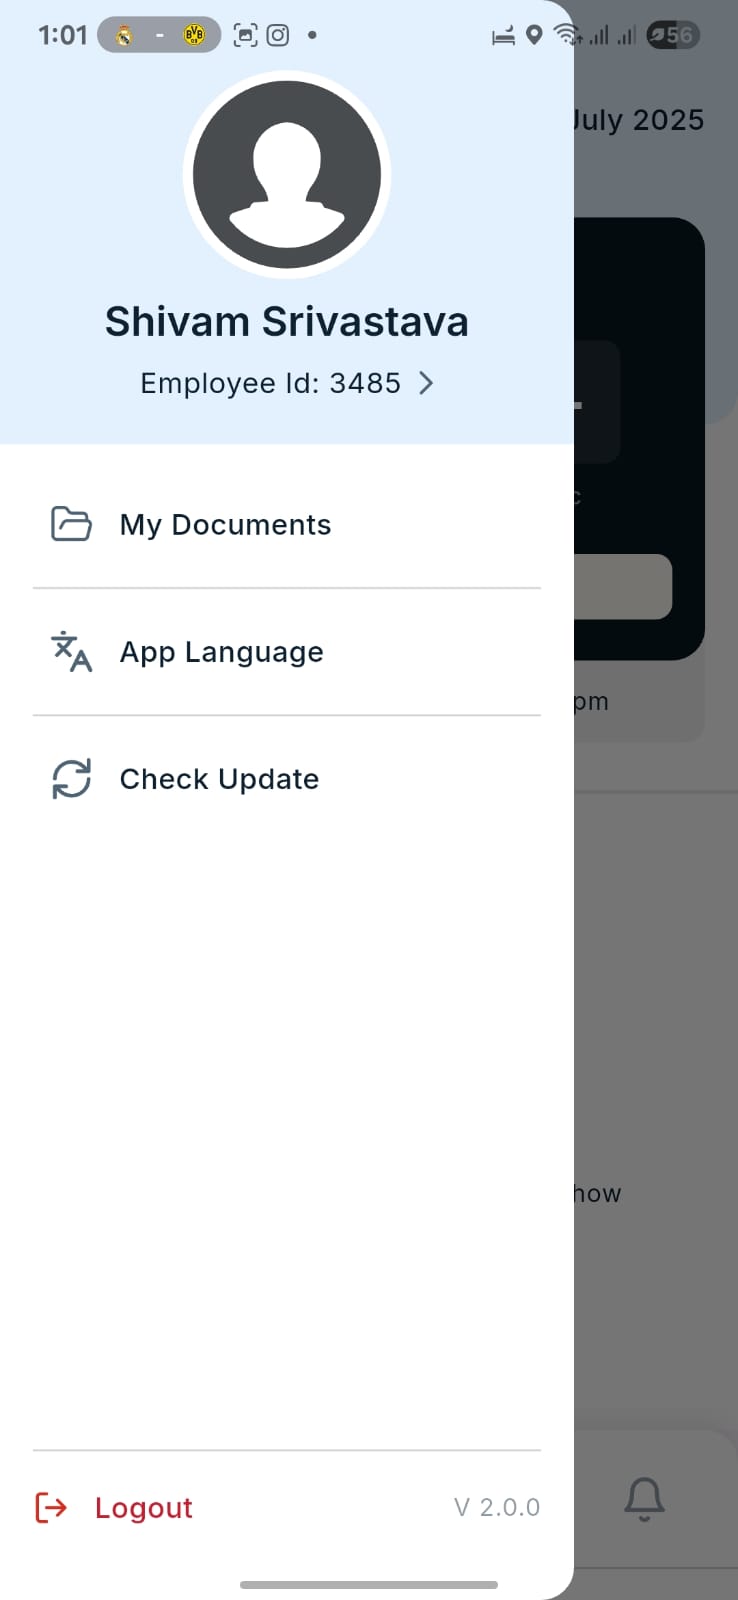 1:01 - BVB 09 56
July 2025
Shivam Srivastava
Employee Id: 3485
My Documents
App Language
pm
Check Update
how
Logout V 2.0.0